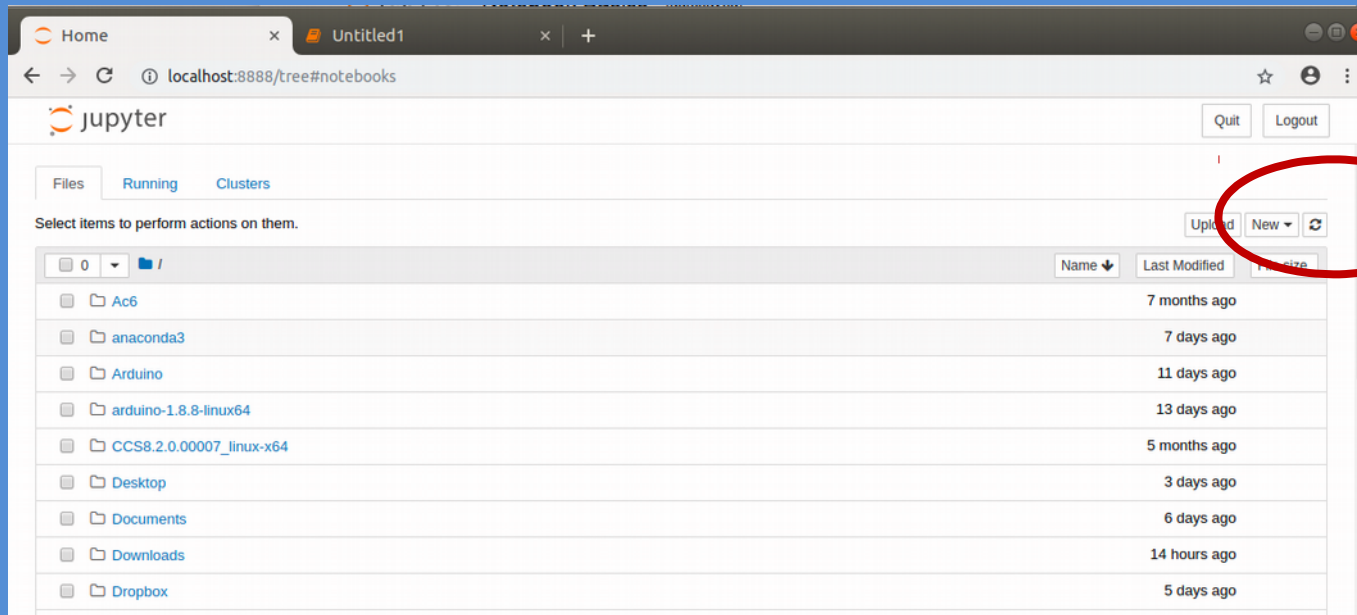 Home
Untitled1
localhost:8888/tree#notebooks
jupyter
Quit Logout
Files Running Clusters
Select items to perform actions on them.
Upload New
0 /
Name Last Modified File size
Ac6 7 months ago
anaconda3 7 days ago
Arduino 11 days ago
arduino-1.8.8-linux64 13 days ago
CCS8.2.0.00007_linux-x64 5 months ago
Desktop 3 days ago
Documents 6 days ago
Downloads 14 hours ago
Dropbox 5 days ago